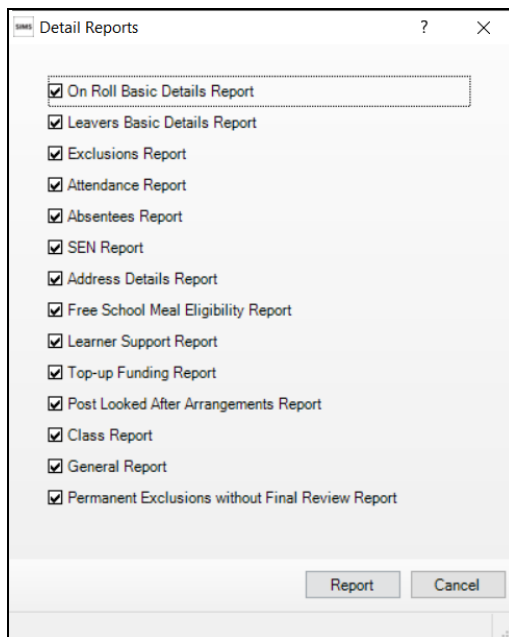 SIMS Detail Reports ?
On Roll Basic Details Report
Leavers Basic Details Report
Exclusions Report
Attendance Report
Absentees Report
SEN Report
Address Details Report
Free School Meal Eligibility Report
Learner Support Report
Top-up Funding Report
Post Looked After Arrangements Report
Class Report
General Report
Permanent Exclusions without Final Review Report
Report Cancel